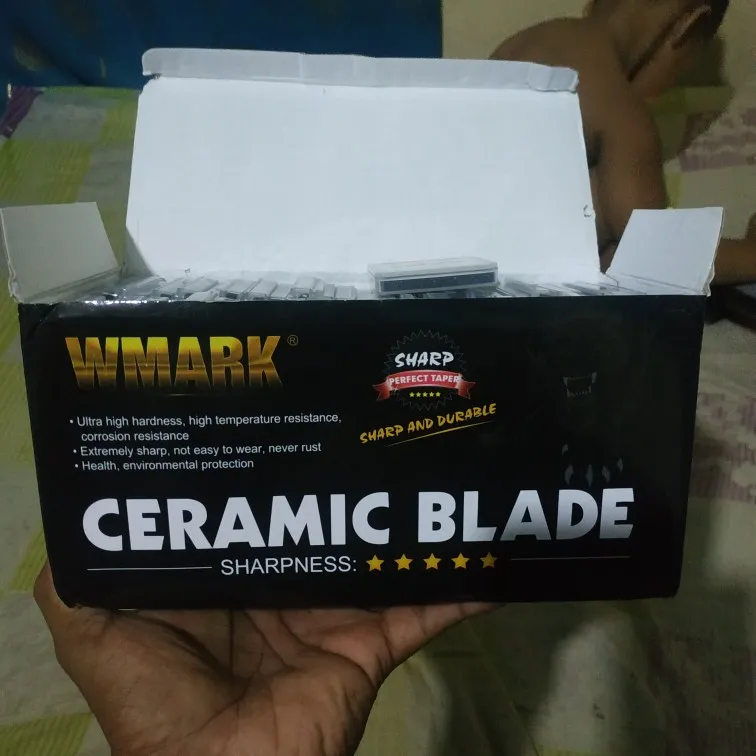 WMARK®
SHARP
PERFECT TAPER
SHARP AND DURABLE
• Ultra high hardness, high temperature resistance,
corrosion resistance
• Extremely sharp, not easy to wear, never rust
• Health, environmental protection
CERAMIC BLADE
SHARPNESS: